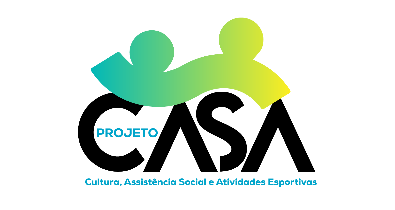 PROJETO
CASA
Cultura, Assistência Social e Atividades Esportivas